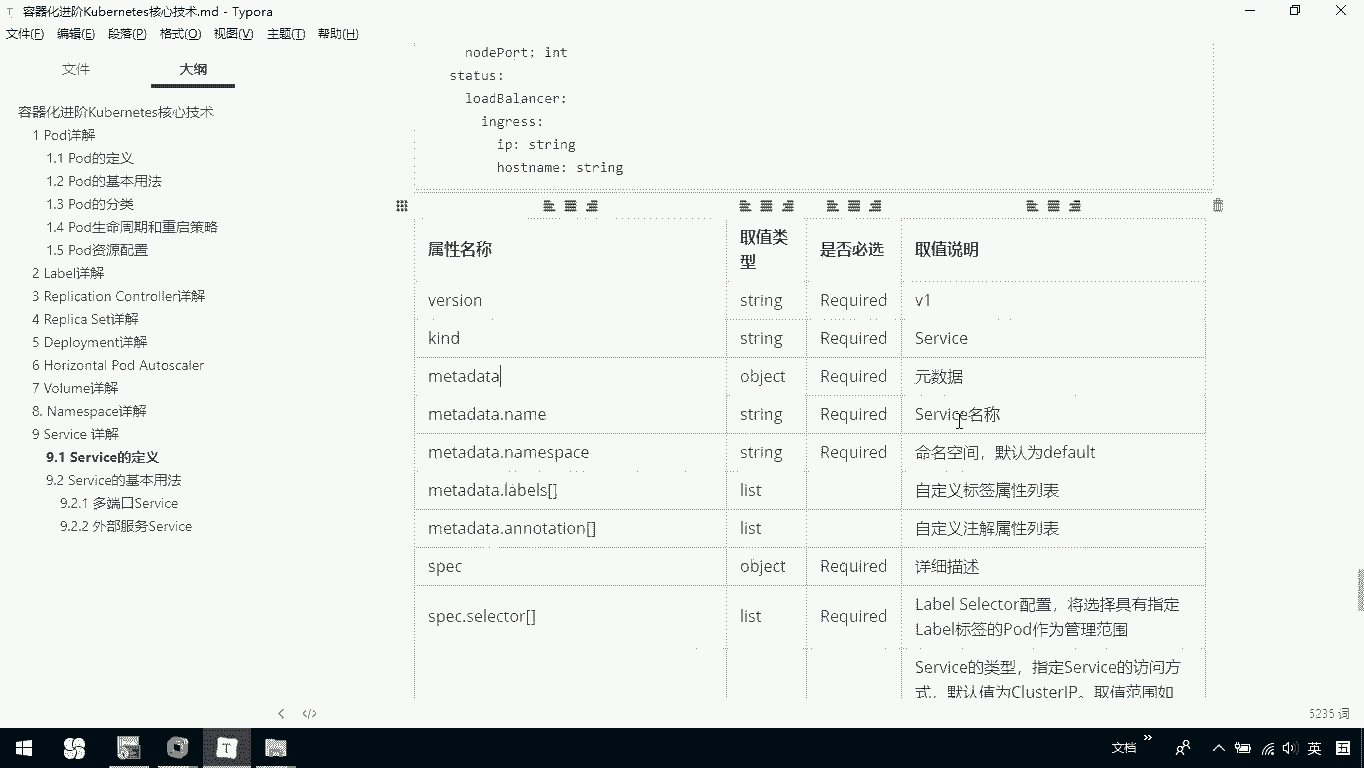 容器化进阶Kubernetes核心技术.md - Typora
文件(F) 编辑(E) 段落(P) 格式(O) 视图(V) 主题(T) 帮助(H)
文件 大纲
容器化进阶Kubernetes核心技术
1 Pod详解
1.1 Pod的定义
1.2 Pod的基本用法
1.3 Pod的分类
1.4 Pod生命周期和重启策略
1.5 Pod资源配置
2 Label详解
3 Replication Controller详解
4 Replica Set详解
5 Deployment详解
6 Horizontal Pod Autoscaler
7 Volume详解
8. Namespace详解
9 Service 详解
9.1 Service的定义
9.2 Service的基本用法
9.2.1 多端口Service
9.2.2 外部服务Service
nodePort: int
status:
loadBalancer:
ingress:
ip: string
hostname: string
属性名称 取值类型 是否必选 取值说明
version string Required v1
kind string Required Service
metadata object Required 元数据
metadata.name string Required Service名称
metadata.namespace string Required 命名空间，默认为default
metadata.labels[] list 自定义标签属性列表
metadata.annotation[] list 自定义注解属性列表
spec object Required 详细描述
spec.selector[] list Required Label Selector配置，将选择具有指定
Label标签的Pod作为管理范围
Service的类型，指定Service的访问方
式，默认值为ClusterIP。取值范围如
5235 词
文档
英
五